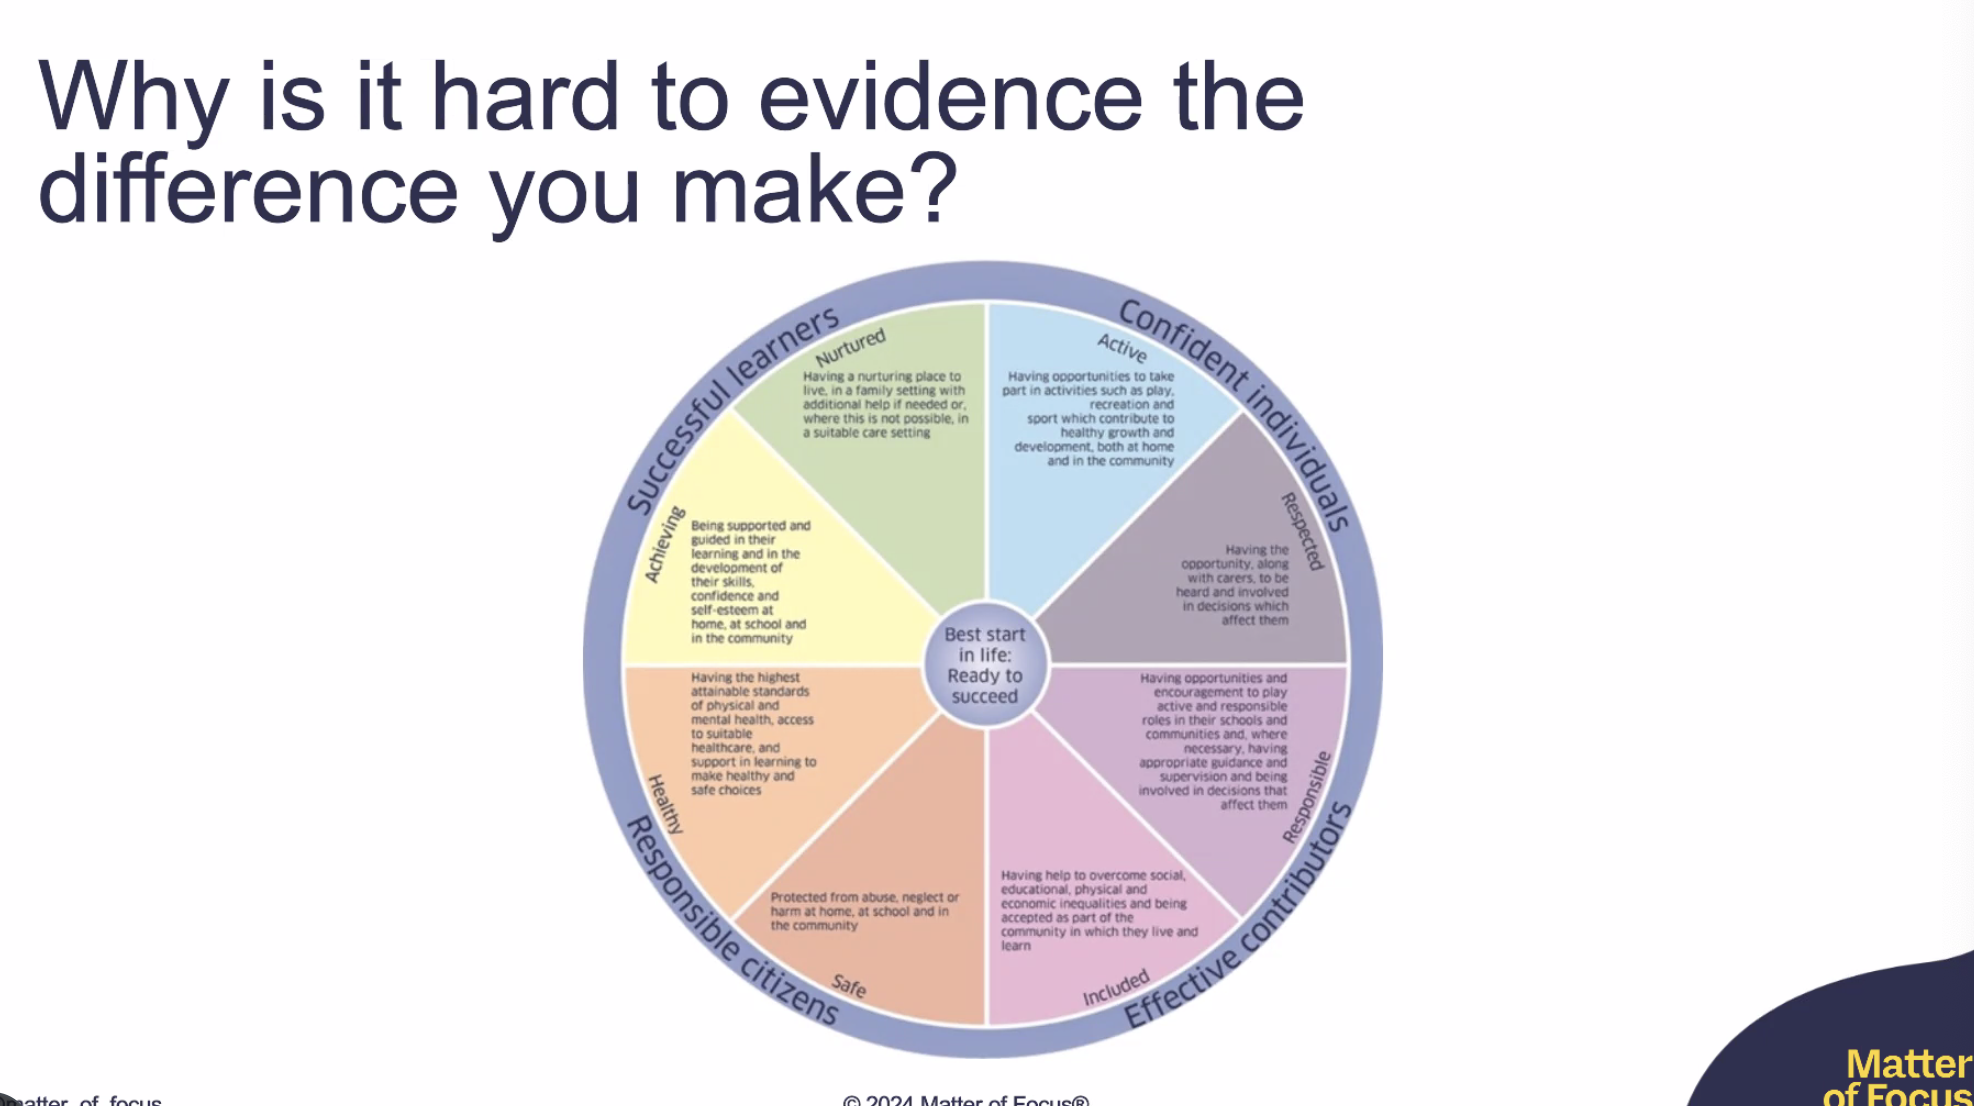 Why is it hard to evidence the
difference you make?
Successful learners
Confident individuals
Nurtured
Having a nurturing place to
live, in a family setting with
additional help if needed or,
where this is not possible, in
a suitable care setting
Active
Having opportunities to take
part in activities such as play,
recreation and
sport which contribute to
healthy growth and
development, both at home
and in the community
Achieving
Being supported and
guided in their
learning and in the
development of
their skills,
confidence and
self-esteem at
home, at school and
in the community
Respected
Having the
opportunity, along
with carers, to be
heard and involved
in decisions which
affect them
Best start
in life:
Ready to
succeed
Having the highest
attainable standards
of physical and
mental health, access
to suitable
healthcare, and
support in learning to
make healthy and
safe choices
Healthy
Having opportunities and
encouragement to play
active and responsible
roles in their schools and
communities and, where
necessary, having
appropriate guidance and
supervision and being
involved in decisions that
affect them
Responsible
Protected from abuse, neglect or
harm at home, at school and in
the community
Safe
Having help to overcome social,
educational, physical and
economic inequalities and being
accepted as part of the
community in which they live and
learn
Included
Responsible citizens
Effective contributors
matter_of_focus
© 2024 Matter of Focus®
Matter
of Focus